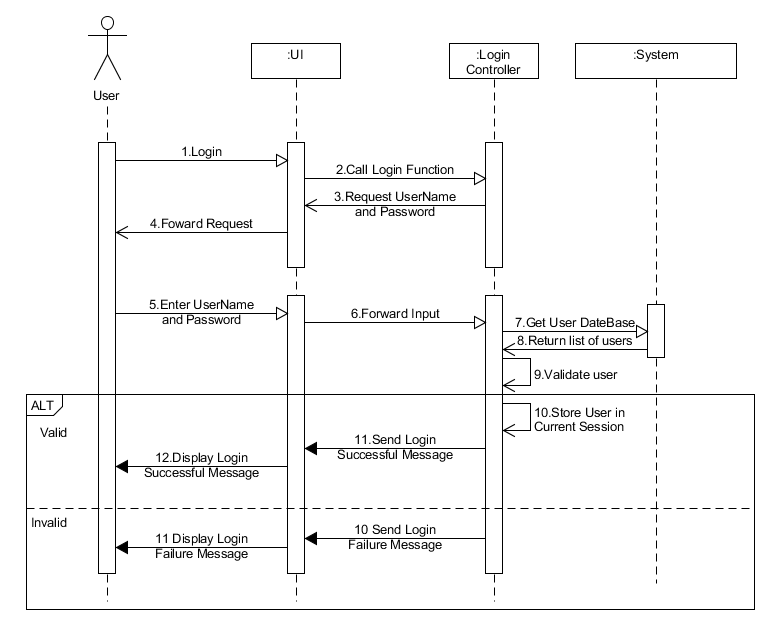 :UI
:Login
Controller
:System
User
1.Login
2.Call Login Function
3.Request UserName
and Password
4.Foward Request
5.Enter UserName
and Password
6.Forward Input
7.Get User DateBase
8.Return list of users
9.Validate user
ALT
Valid
10.Store User in
Current Session
11.Send Login
Successful Message
12.Display Login
Successful Message
Invalid
10 Send Login
Failure Message
11 Display Login
Failure Message